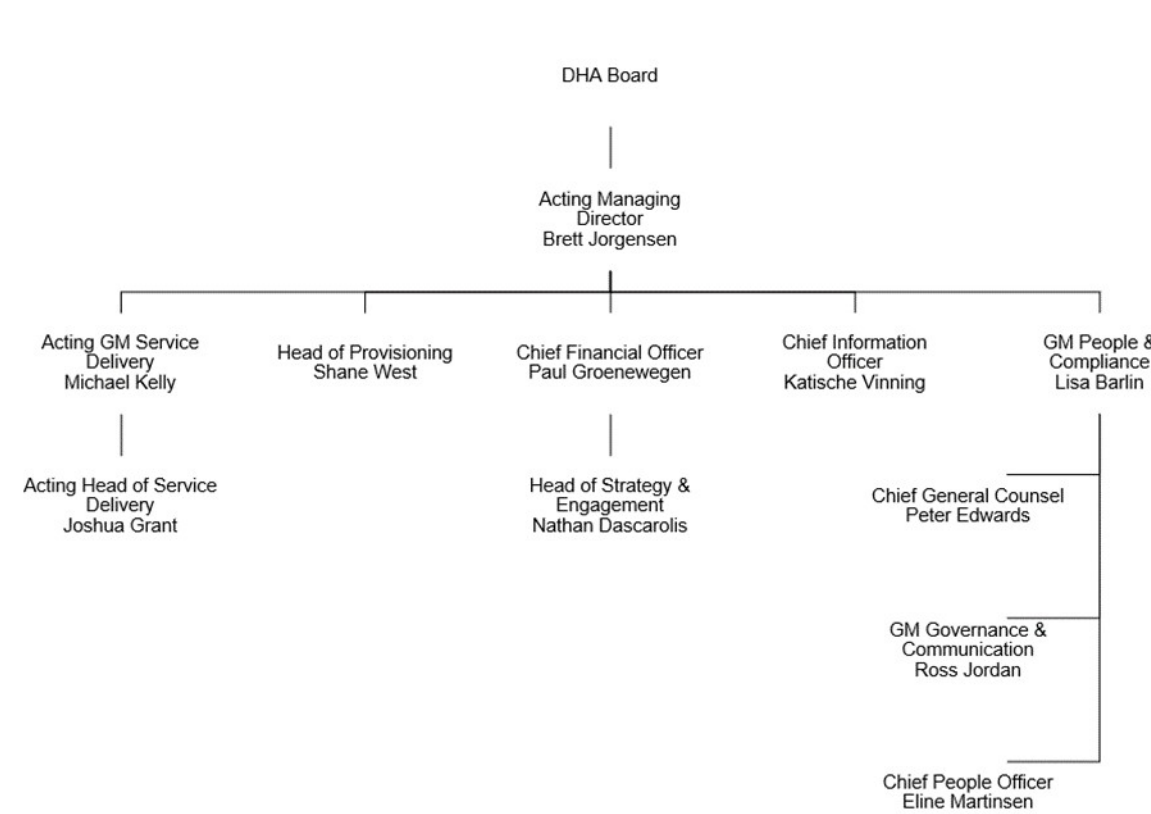 DHA Board
Acting Managing
Director
Brett Jorgensen
Acting GM Service
Delivery
Michael Kelly
Head of Provisioning
Shane West
Chief Financial Officer
Paul Groenewegen
Chief Information
Officer
Katische Vinning
GM People &
Compliance
Lisa Barlin
Acting Head of Service
Delivery
Joshua Grant
Head of Strategy &
Engagement
Nathan Dascarolis
Chief General Counsel
Peter Edwards
GM Governance &
Communication
Ross Jordan
Chief People Officer
Eline Martinsen